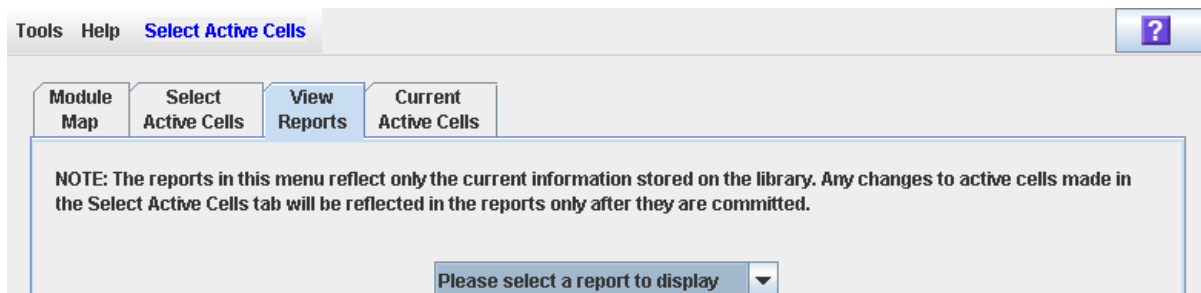 Tools Help Select Active Cells ?
Module Map
Select Active Cells
View Reports
Current Active Cells
NOTE: The reports in this menu reflect only the current information stored on the library. Any changes to active cells made in
the Select Active Cells tab will be reflected in the reports only after they are committed.
Please select a report to display